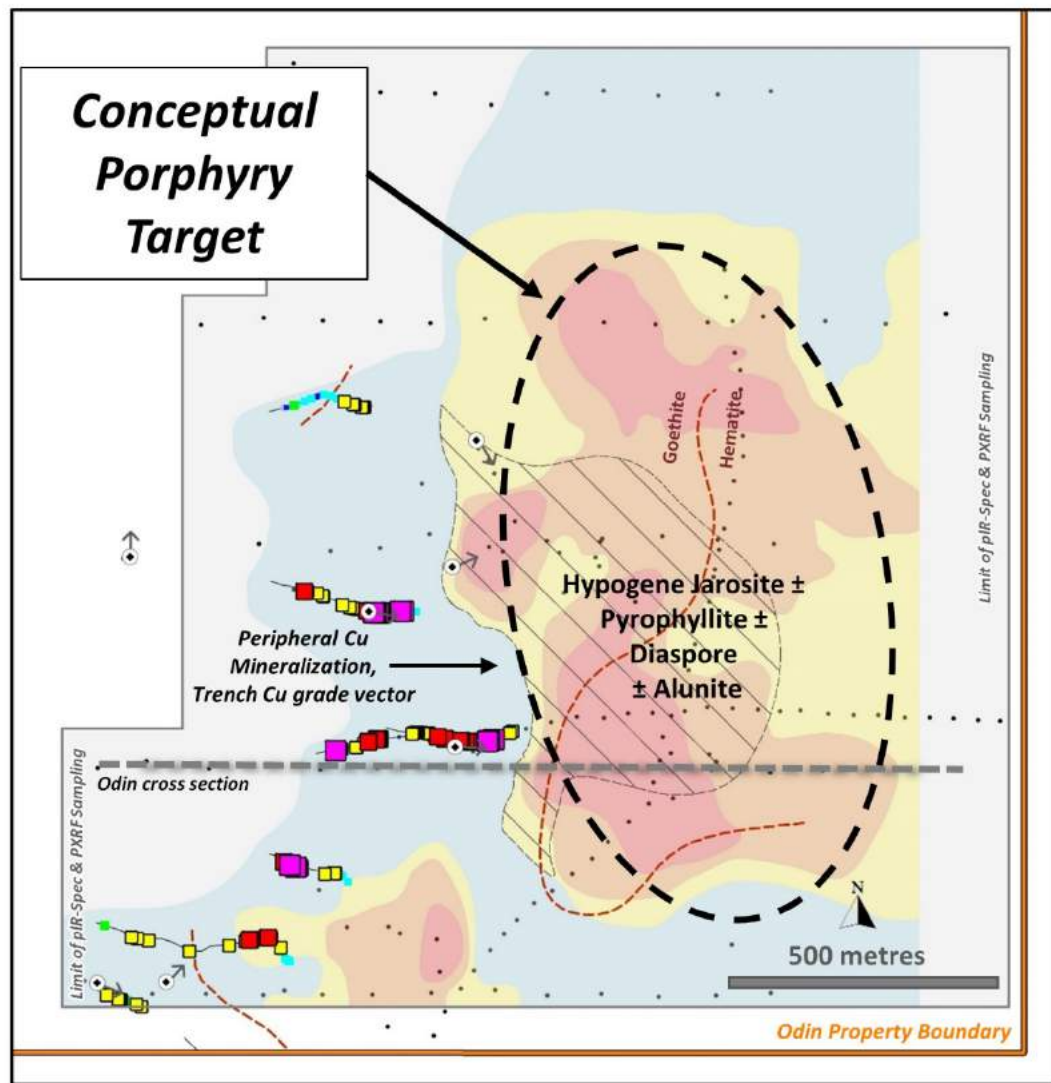 Conceptual
Porphyry
Target
N
Goethite
Hematite
Limit of pIR-Spec & PXRF Sampling
Hypogene Jarosite ±
Pyrophyllite ±
Diaspore
± Alunite
Peripheral Cu
Mineralization,
Trench Cu grade vector
Odin cross section
Limit of pIR-Spec & PXRF Sampling
500 metres
Odin Property Boundary